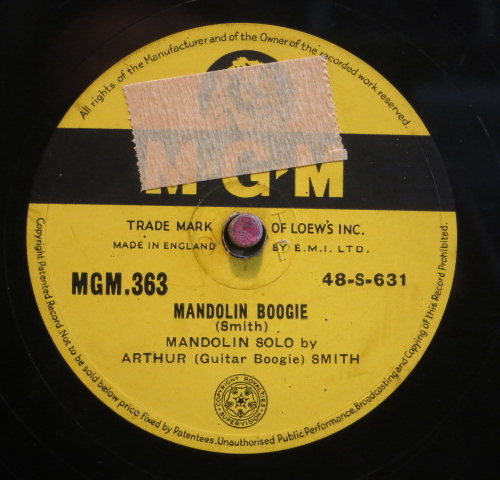 All rights of the Manufacturer and of the Owner of the recorded work reserved.
M-G-M
TRADE MARK OF LOEW'S INC.
MADE IN ENGLAND BY E.M.I. LTD.
MGM.363 48-S-631
MANDOLIN BOOGIE
(Smith)
MANDOLIN SOLO by
ARTHUR (Guitar Boogie) SMITH
COPYRIGHT ROYALTIES SUPERVISION
Copyright Patented Record. Not to be sold below price fixed by Patentees. Unauthorised Public Performance, Broadcasting and Copying of this Record Prohibited.